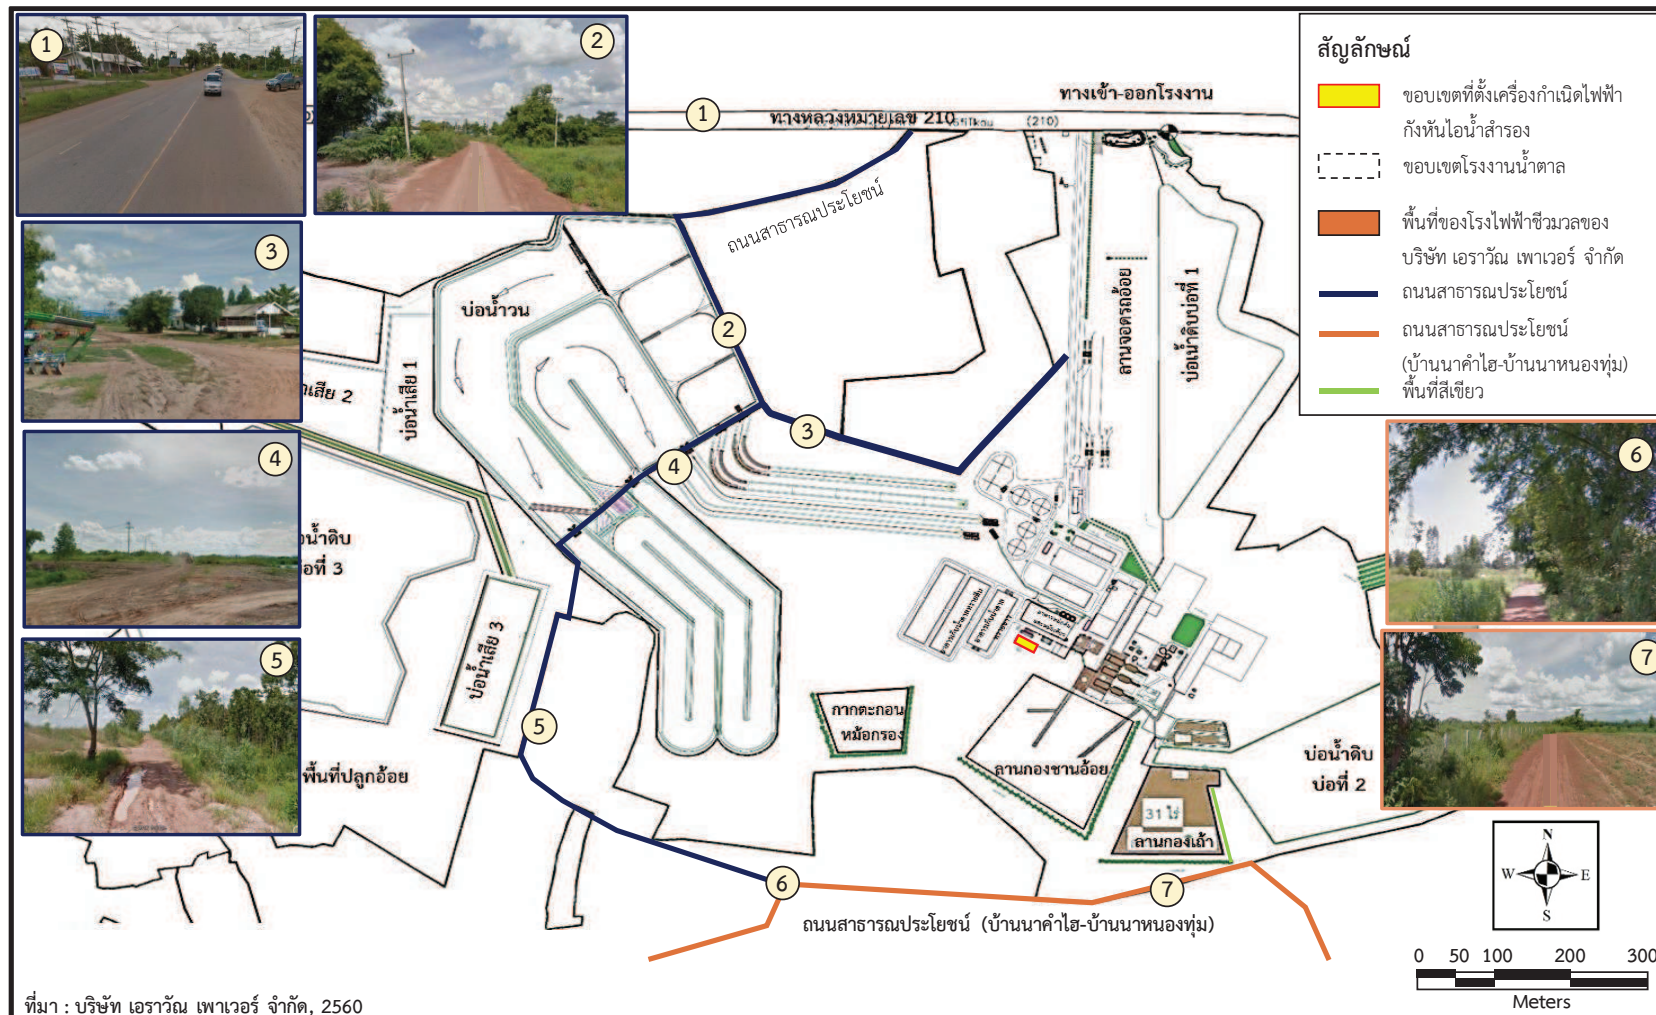 1
2
3
4
5
6
7
ทางเข้า-ออกโรงงาน
1
ทางหลวงหมายเลข 210
(210)
ถนนสาธารณประโยชน์
บ่อน้ำวน
2
3
4
5
6
7
ลานจอดรถอ้อย
บ่อน้ำดิบบ่อที่ 1
บ่อน้ำเสีย 1
เสีย 2
น้ำดิบ
อที่ 3
บ่อน้ำเสีย 3
พื้นที่ปลูกอ้อย
กากตะกอน
หม้อกรอง
ลานกองชานอ้อย
31 ไร่
ลานกองเถ้า
บ่อน้ำดิบ
บ่อที่ 2
ถนนสาธารณประโยชน์ (บ้านนาคำไฮ-บ้านนาหนองทุ่ม)
สัญลักษณ์
ขอบเขตที่ตั้งเครื่องกำเนิดไฟฟ้า
กังหันไอน้ำสำรอง
ขอบเขตโรงงานน้ำตาล
พื้นที่ของโรงไฟฟ้าชีวมวลของ
บริษัท เอราวัณ เพาเวอร์ จำกัด
ถนนสาธารณประโยชน์
ถนนสาธารณประโยชน์
(บ้านนาคำไฮ-บ้านนาหนองทุ่ม)
พื้นที่สีเขียว
N
W E
S
0 50 100 200 300
Meters
ที่มา : บริษัท เอราวัณ เพาเวอร์ จำกัด, 2560